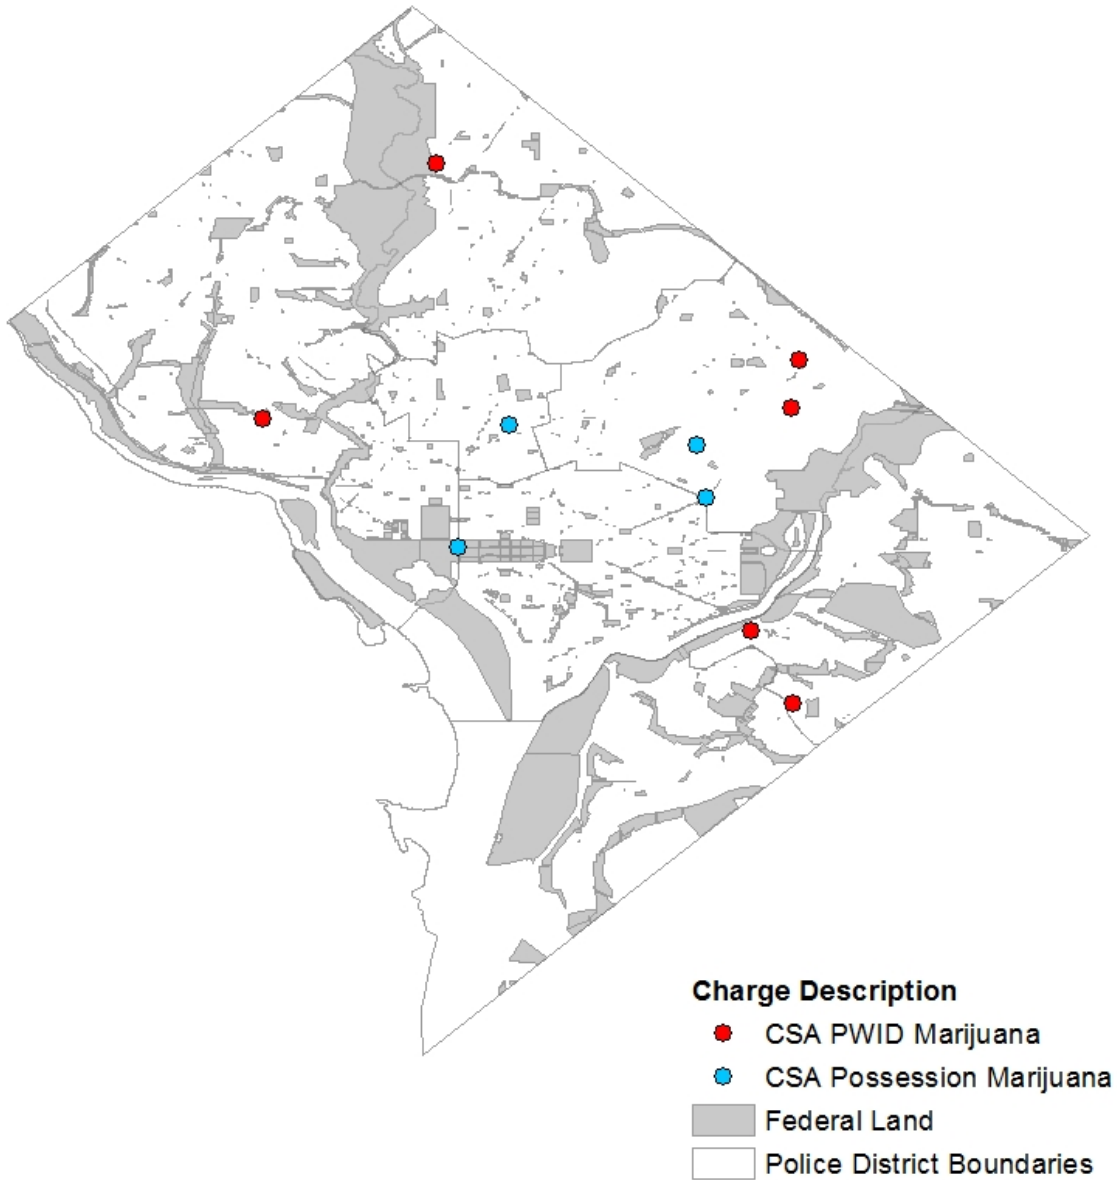 Charge Description
CSA PWID Marijuana
CSA Possession Marijuana
Federal Land
Police District Boundaries